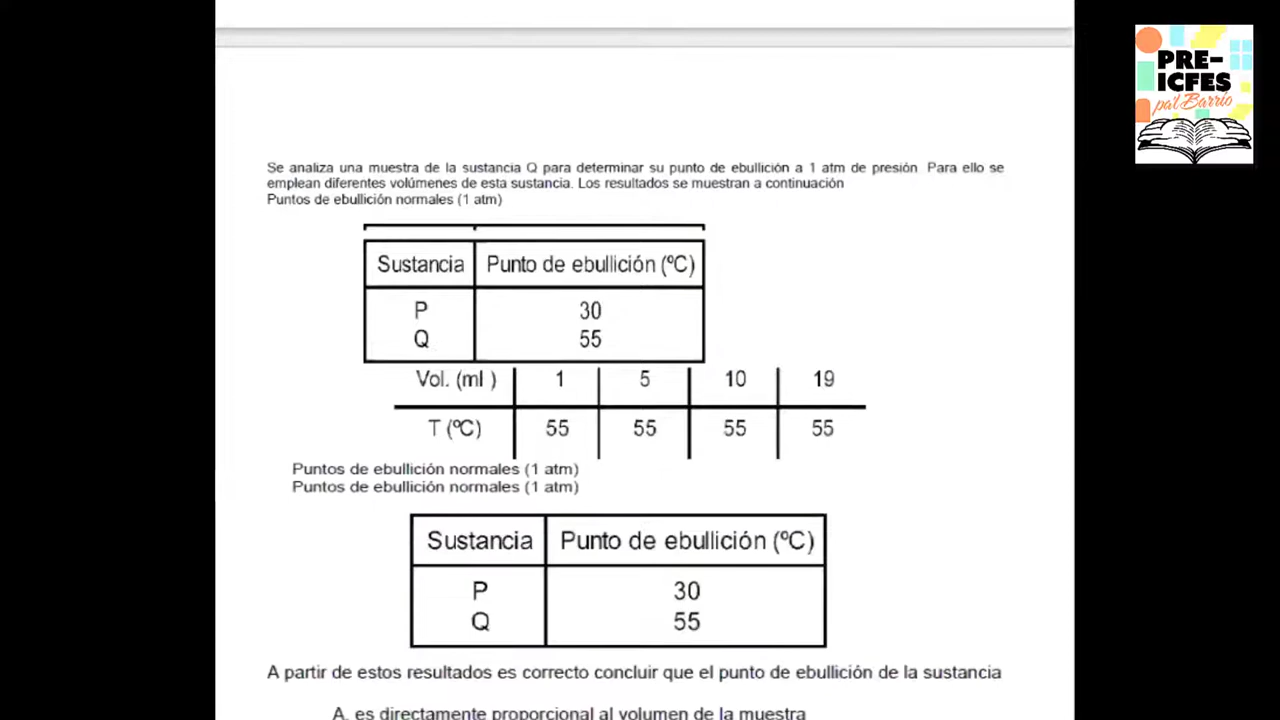 PRE-
ICFES
pa'l Barrio
Se analiza una muestra de la sustancia Q para determinar su punto de ebullición a 1 atm de presión. Para ello se
emplean diferentes volúmenes de esta sustancia. Los resultados se muestran a continuación
Puntos de ebullición normales (1 atm)
Sustancia Punto de ebullición (ºC)
P 30
Q 55
Vol. (ml ) 1 5 10 19
T (ºC) 55 55 55 55
Puntos de ebullición normales (1 atm)
Puntos de ebullición normales (1 atm)
Sustancia Punto de ebullición (ºC)
P 30
Q 55
A partir de estos resultados es correcto concluir que el punto de ebullición de la sustancia
A. es directamente proporcional al volumen de la muestra